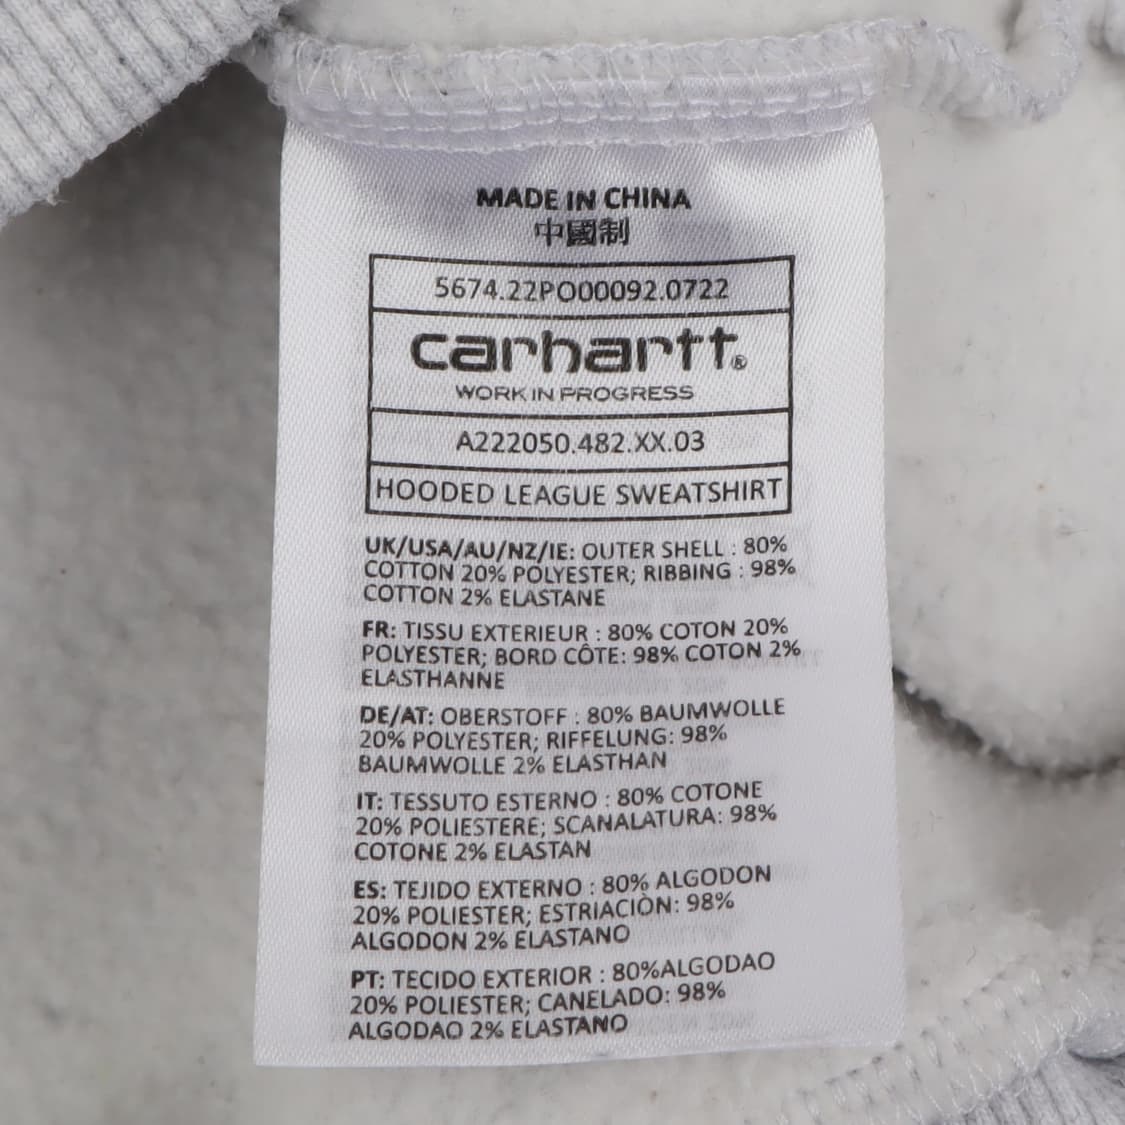 MADE IN CHINA
中國制
5674.22PO00092.0722
carhartt®
WORK IN PROGRESS
A222050.482.XX.03
HOODED LEAGUE SWEATSHIRT
UK/USA/AU/NZ/IE: OUTER SHELL : 80%
COTTON 20% POLYESTER; RIBBING : 98%
COTTON 2% ELASTANE
FR: TISSU EXTERIEUR : 80% COTON 20%
POLYESTER; BORD CÔTE: 98% COTON 2%
ELASTHANNE
DE/AT: OBERSTOFF : 80% BAUMWOLLE
20% POLYESTER; RIFFELUNG: 98%
BAUMWOLLE 2% ELASTHAN
IT: TESSUTO ESTERNO : 80% COTONE
20% POLIESTERE; SCANALATURA: 98%
COTONE 2% ELASTAN
ES: TEJIDO EXTERNO : 80% ALGODON
20% POLIESTER; ESTRIACIÒN: 98%
ALGODON 2% ELASTANO
PT: TECIDO EXTERIOR : 80%ALGODAO
20% POLIESTER; CANELADO: 98%
ALGODAO 2% ELASTANO